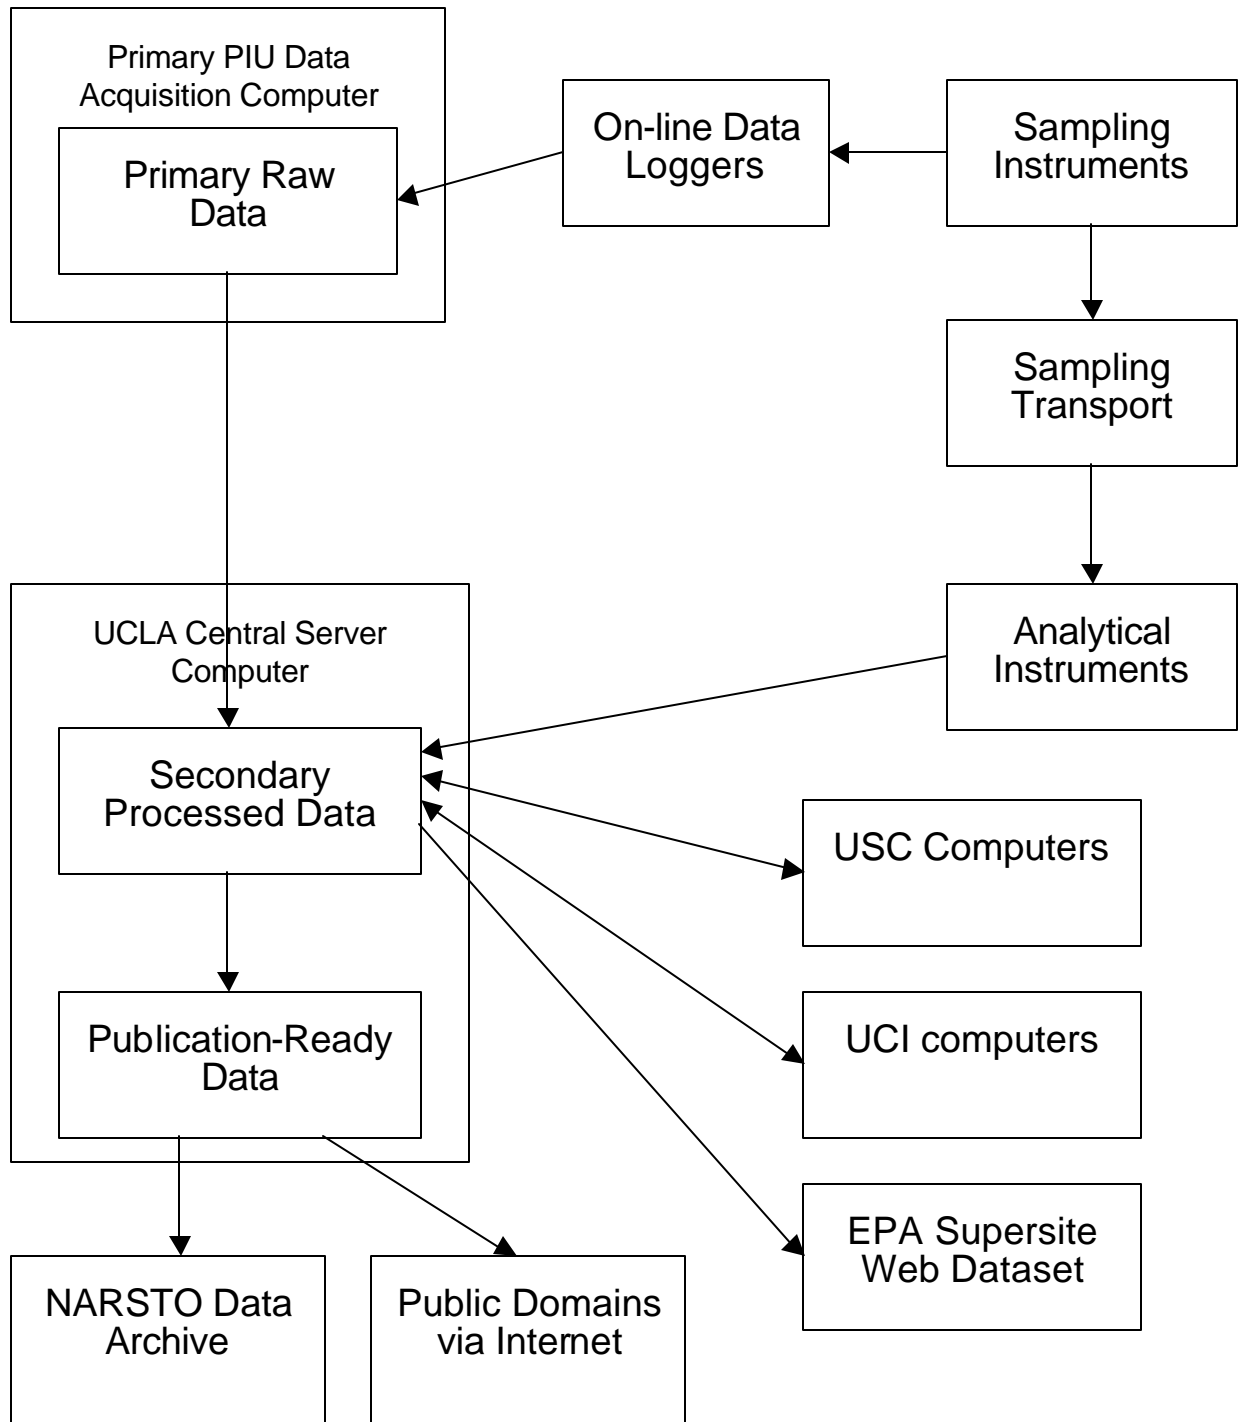 Primary PIU Data
Acquisition Computer
Primary Raw
Data
On-line Data
Loggers
Sampling
Instruments
Sampling
Transport
Analytical
Instruments
UCLA Central Server
Computer
Secondary
Processed Data
USC Computers
Publication-Ready
Data
UCI computers
EPA Supersite
Web Dataset
NARSTO Data
Archive
Public Domains
via Internet